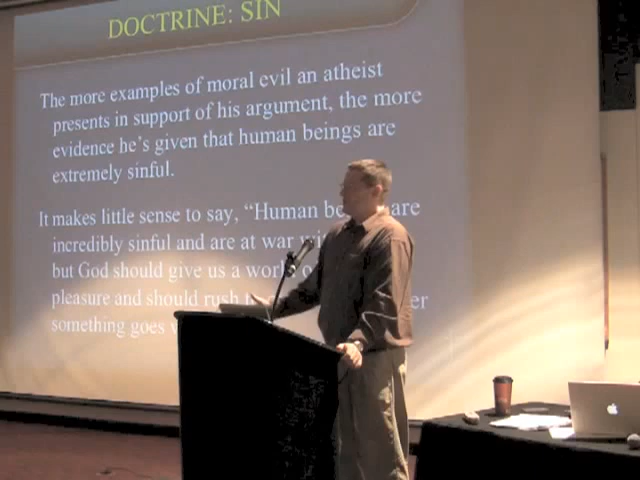 DOCTRINE: SIN
The more examples of moral evil an atheist
presents in support of his argument, the more
evidence he's given that human beings are
extremely sinful.
It makes little sense to say, “Human are
incredibly sinful and are at war
but God should give us a world
pleasure and should rush
something goes